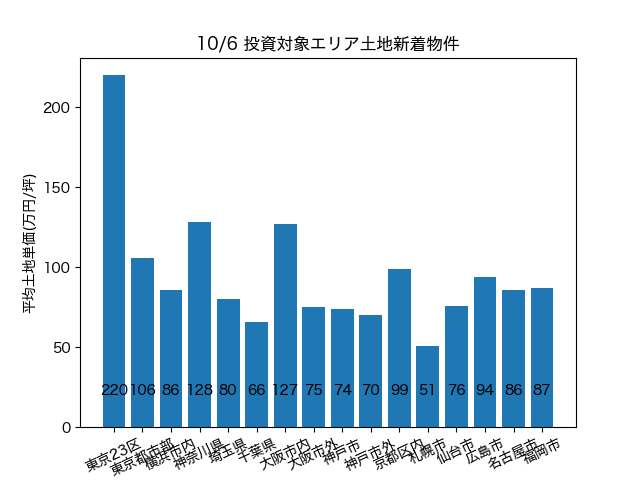 10/6 投資対象エリア土地新着物件
平均土地単価(万円/坪)
200
150
100
50
0
220 106 86 128 80 66 127 75 74 70 99 51 76 94 86 87
東京23区
東京都市部
横浜市内
神奈川県
埼玉県
千葉県
大阪市内
大阪市外
神戸市
神戸市外
京都区内
札幌市
仙台市
広島市
名古屋市
福岡市